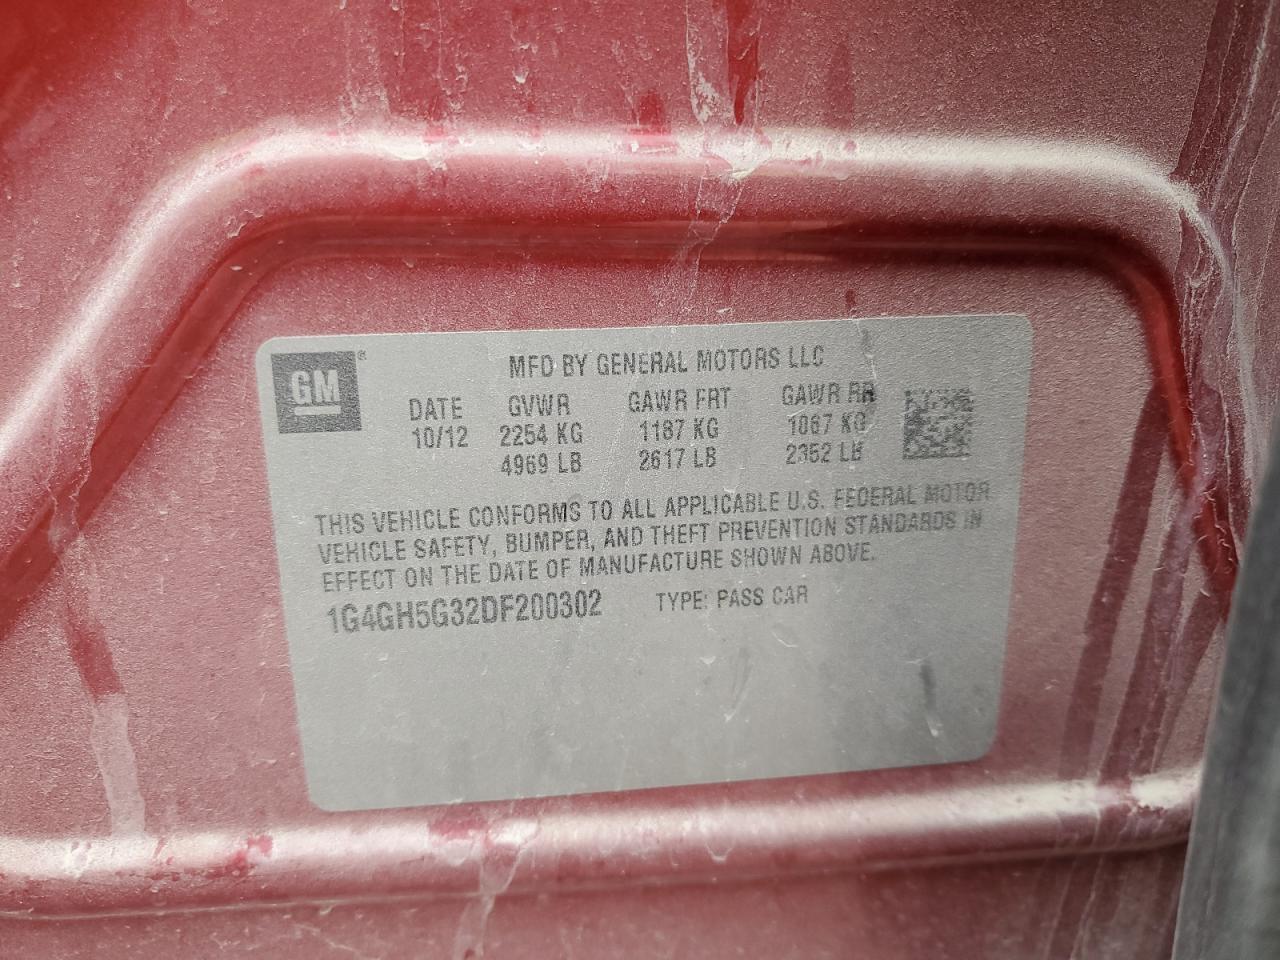 GM
MFD BY GENERAL MOTORS LLC
DATE GVWR GAWR FRT GAWR RR
10/12 2254 KG 1187 KG 1067 KG
4969 LB 2617 LB 2352 LB
THIS VEHICLE CONFORMS TO ALL APPLICABLE U.S. FEDERAL MOTOR
VEHICLE SAFETY, BUMPER, AND THEFT PREVENTION STANDARDS IN
EFFECT ON THE DATE OF MANUFACTURE SHOWN ABOVE.
1G4GH5G32DF200302 TYPE: PASS CAR